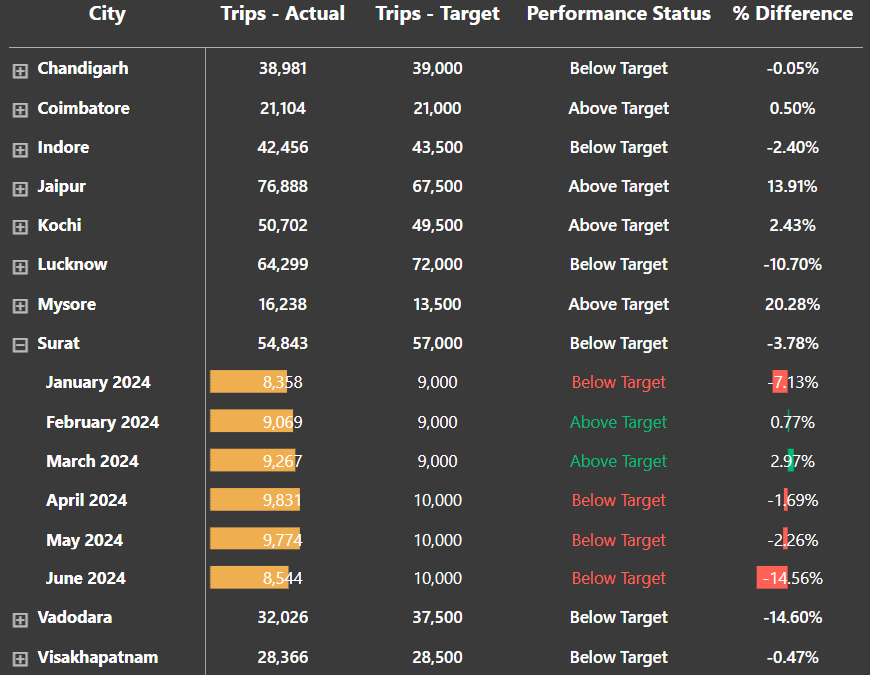 City Trips - Actual Trips - Target Performance Status % Difference
Chandigarh 38,981 39,000 Below Target -0.05%
Coimbatore 21,104 21,000 Above Target 0.50%
Indore 42,456 43,500 Below Target -2.40%
Jaipur 76,888 67,500 Above Target 13.91%
Kochi 50,702 49,500 Above Target 2.43%
Lucknow 64,299 72,000 Below Target -10.70%
Mysore 16,238 13,500 Above Target 20.28%
Surat 54,843 57,000 Below Target -3.78%
January 2024 8,358 9,000 Below Target -7.13%
February 2024 9,069 9,000 Above Target 0.77%
March 2024 9,267 9,000 Above Target 2.97%
April 2024 9,831 10,000 Below Target -1.69%
May 2024 9,774 10,000 Below Target -2.26%
June 2024 8,544 10,000 Below Target -14.56%
Vadodara 32,026 37,500 Below Target -14.60%
Visakhapatnam 28,366 28,500 Below Target -0.47%